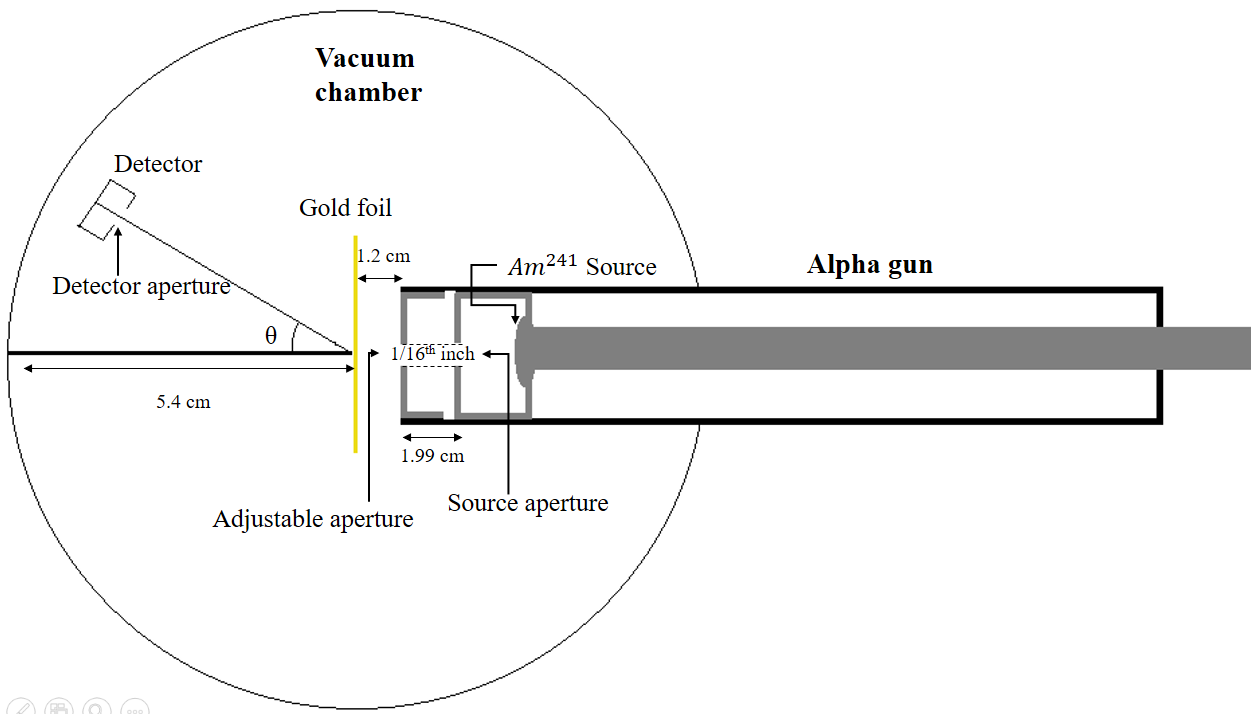 Vacuum
chamber
Detector
Gold foil
1.2 cm
Am²⁴¹ Source
Alpha gun
Detector aperture
θ
1/16ᵗʰ inch
5.4 cm
1.99 cm
Source aperture
Adjustable aperture